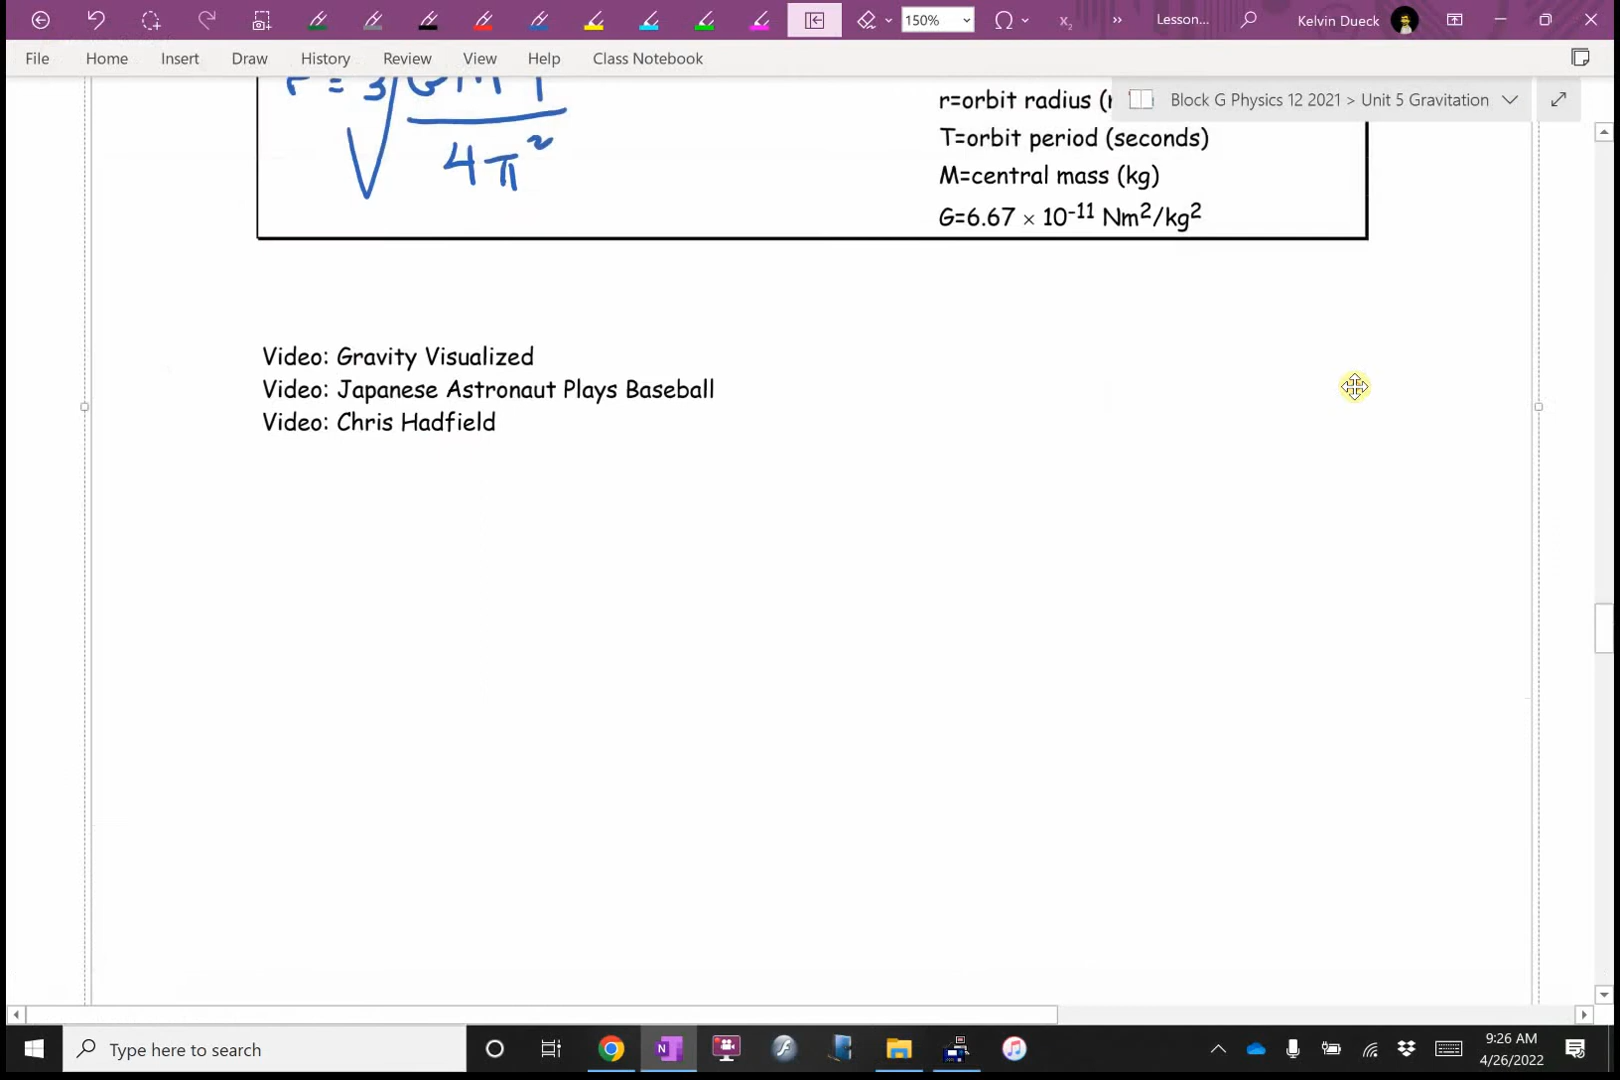 150%
Lesson...
Kelvin Dueck
File Home Insert Draw History Review View Help Class Notebook
Block G Physics 12 2021 > Unit 5 Gravitation
r = ∛
4π²
r=orbit radius (
T=orbit period (seconds)
M=central mass (kg)
G=6.67 × 10⁻¹¹ Nm²/kg²
Video: Gravity Visualized
Video: Japanese Astronaut Plays Baseball
Video: Chris Hadfield
Type here to search
9:26 AM
4/26/2022